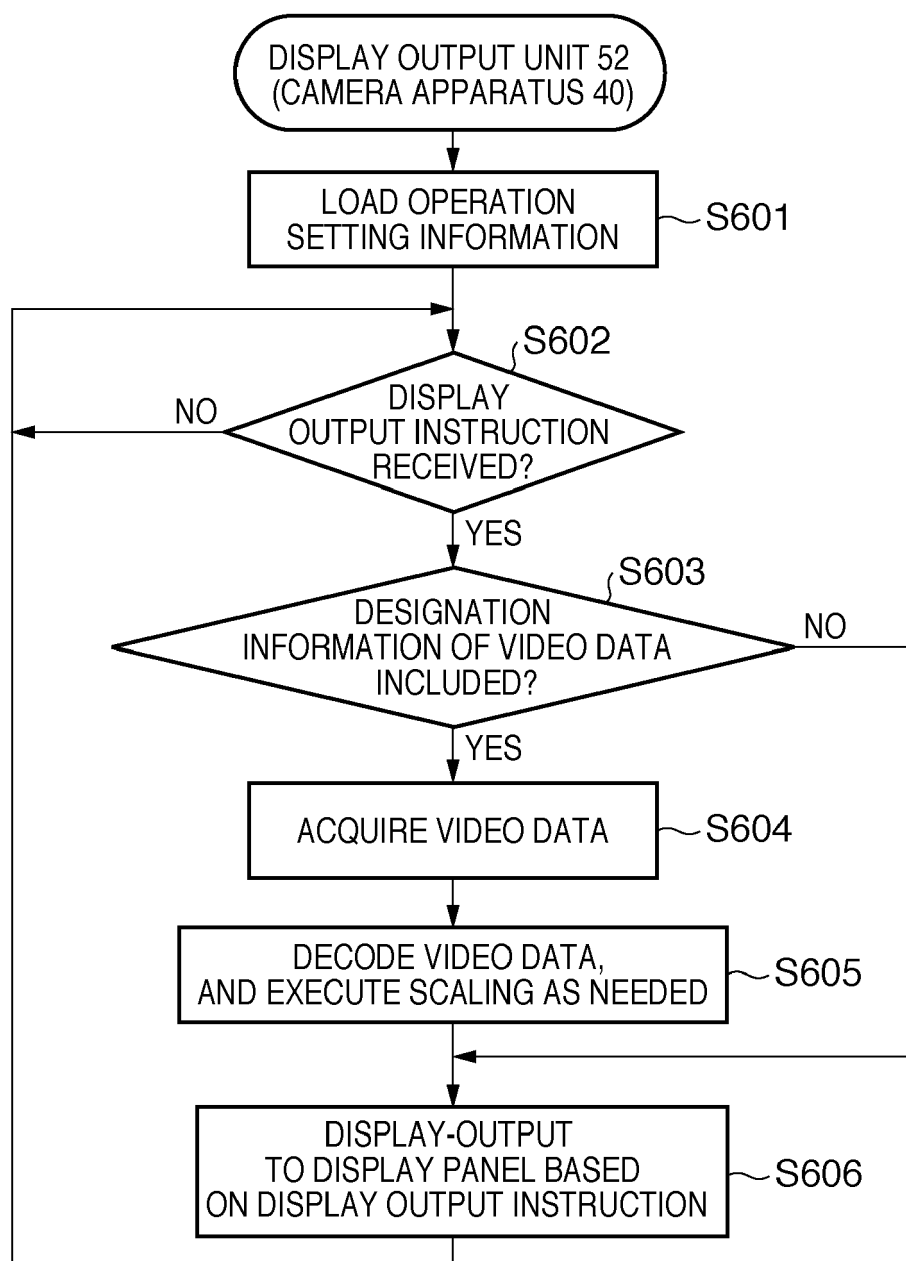 DISPLAY OUTPUT UNIT 52
(CAMERA APPARATUS 40)
LOAD OPERATION
SETTING INFORMATION
S601
S602
DISPLAY
OUTPUT INSTRUCTION
RECEIVED?
NO
YES
S603
DESIGNATION
INFORMATION OF VIDEO DATA
INCLUDED?
NO
YES
ACQUIRE VIDEO DATA
S604
DECODE VIDEO DATA,
AND EXECUTE SCALING AS NEEDED
S605
DISPLAY-OUTPUT
TO DISPLAY PANEL BASED
ON DISPLAY OUTPUT INSTRUCTION
S606